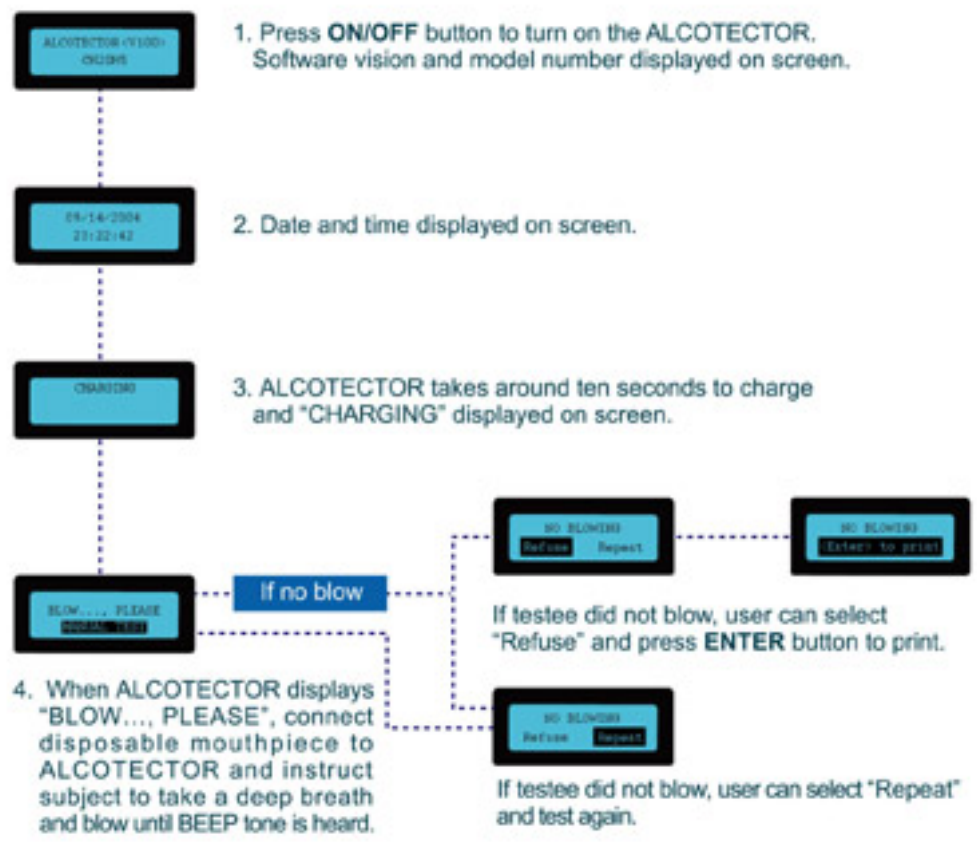 ALCOTECTOR<V100>
1. Press ON/OFF button to turn on the ALCOTECTOR.
Software vision and model number displayed on screen.
09/14/2004
23:22:42
2. Date and time displayed on screen.
CHARGING
3. ALCOTECTOR takes around ten seconds to charge
and “CHARGING” displayed on screen.
BLOW..., PLEASE
MANUAL TEST
If no blow
NO BLOWING
Refuse Repeat
NO BLOWING
<Enter> to print
If testee did not blow, user can select
“Refuse” and press ENTER button to print.
4. When ALCOTECTOR displays
“BLOW..., PLEASE”, connect
disposable mouthpiece to
ALCOTECTOR and instruct
subject to take a deep breath
and blow until BEEP tone is heard.
NO BLOWING
Refuse Repeat
If testee did not blow, user can select “Repeat”
and test again.